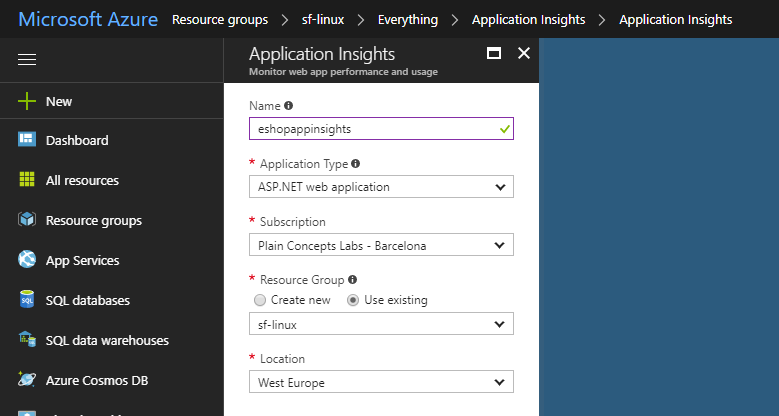 Microsoft Azure Resource groups > sf-linux > Everything > Application Insights > Application Insights
New
Dashboard
All resources
Resource groups
App Services
SQL databases
SQL data warehouses
Azure Cosmos DB
Application Insights
Monitor web app performance and usage
Name
eshopappinsights
* Application Type
ASP.NET web application
* Subscription
Plain Concepts Labs - Barcelona
* Resource Group
Create new Use existing
sf-linux
* Location
West Europe